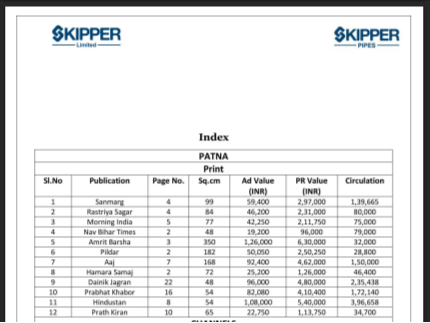 SKIPPER
Limited
SKIPPER
PIPES
Index
PATNA
Print
Sl.No Publication Page No. Sq.cm Ad Value (INR) PR Value (INR) Circulation
1 Sanmarg 4 99 59,400 2,97,000 1,39,665
2 Rastriya Sagar 4 84 46,200 2,31,000 80,000
3 Morning India 5 77 42,250 2,11,750 75,000
4 Nav Bihar Times 2 48 19,200 96,000 79,000
5 Amrit Barsha 3 350 1,26,000 6,30,000 32,000
6 Pildar 2 182 50,050 2,50,250 28,800
7 Aaj 7 168 92,400 4,62,000 1,50,000
8 Hamara Samaj 2 72 25,200 1,26,000 46,400
9 Dainik Jagran 22 48 96,000 4,80,000 2,35,438
10 Prabhat Khabor 16 54 82,080 4,10,400 1,72,140
11 Hindustan 8 54 1,08,000 5,40,000 3,96,658
12 Prath Kiran 10 65 22,750 1,13,750 34,700